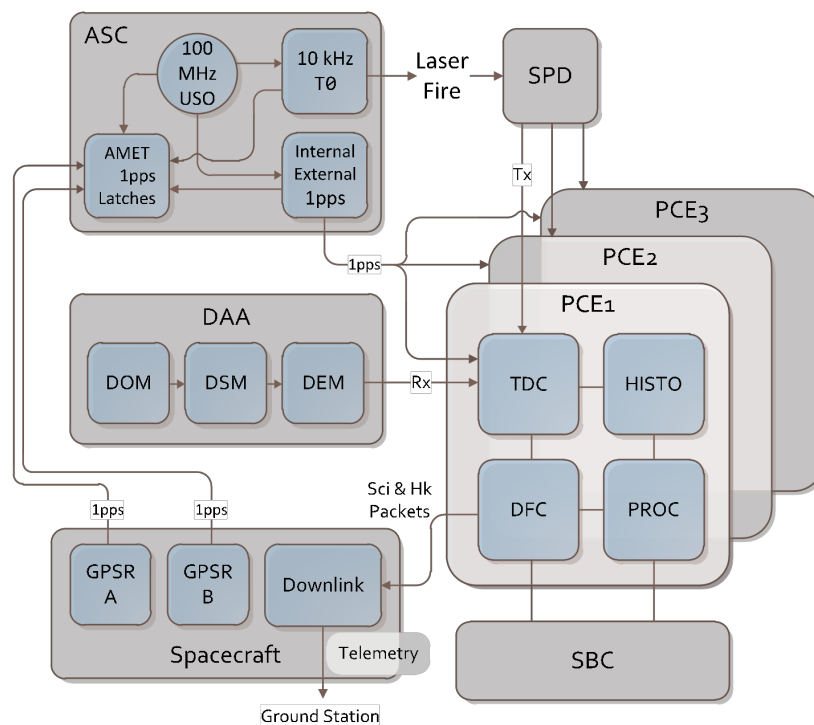 ASC
100
MHz
USO
10 kHz
T0
Laser
Fire
SPD
AMET
1pps
Latches
Internal
External
1pps
Tx
PCE3
PCE2
1pps
PCE1
DAA
DOM
DSM
DEM
Rx
TDC
HISTO
Sci & Hk
Packets
DFC
PROC
1pps
1pps
GPSR
A
GPSR
B
Downlink
Spacecraft
Telemetry
SBC
Ground Station